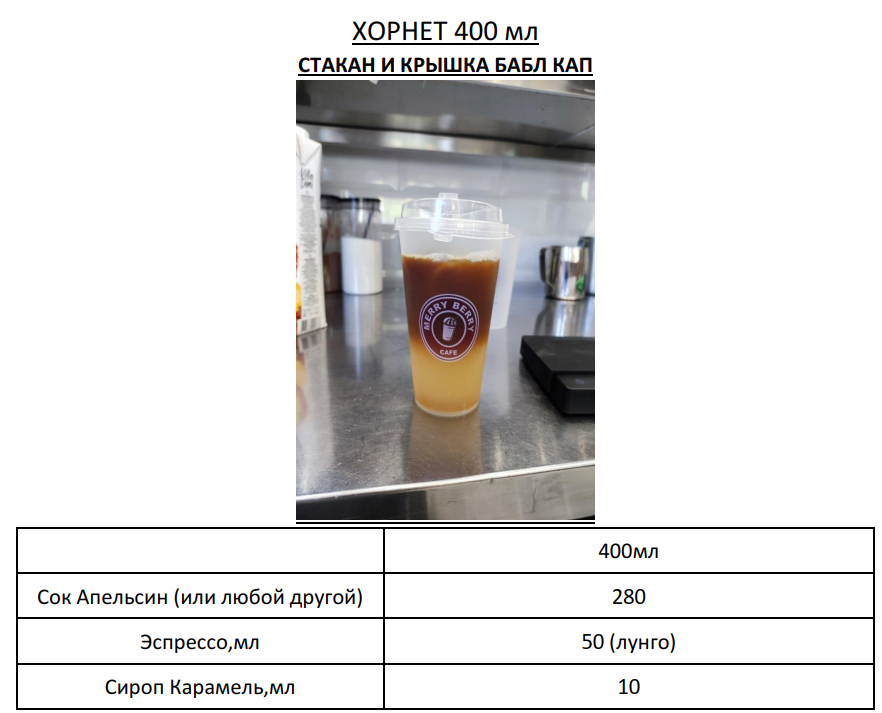 ХОРНЕТ 400 мл
СТАКАН И КРЫШКА БАБЛ КАП
MERRY BERRY
CAFE
400мл
Сок Апельсин (или любой другой) 280
Эспрессо,мл 50 (лунго)
Сироп Карамель,мл 10